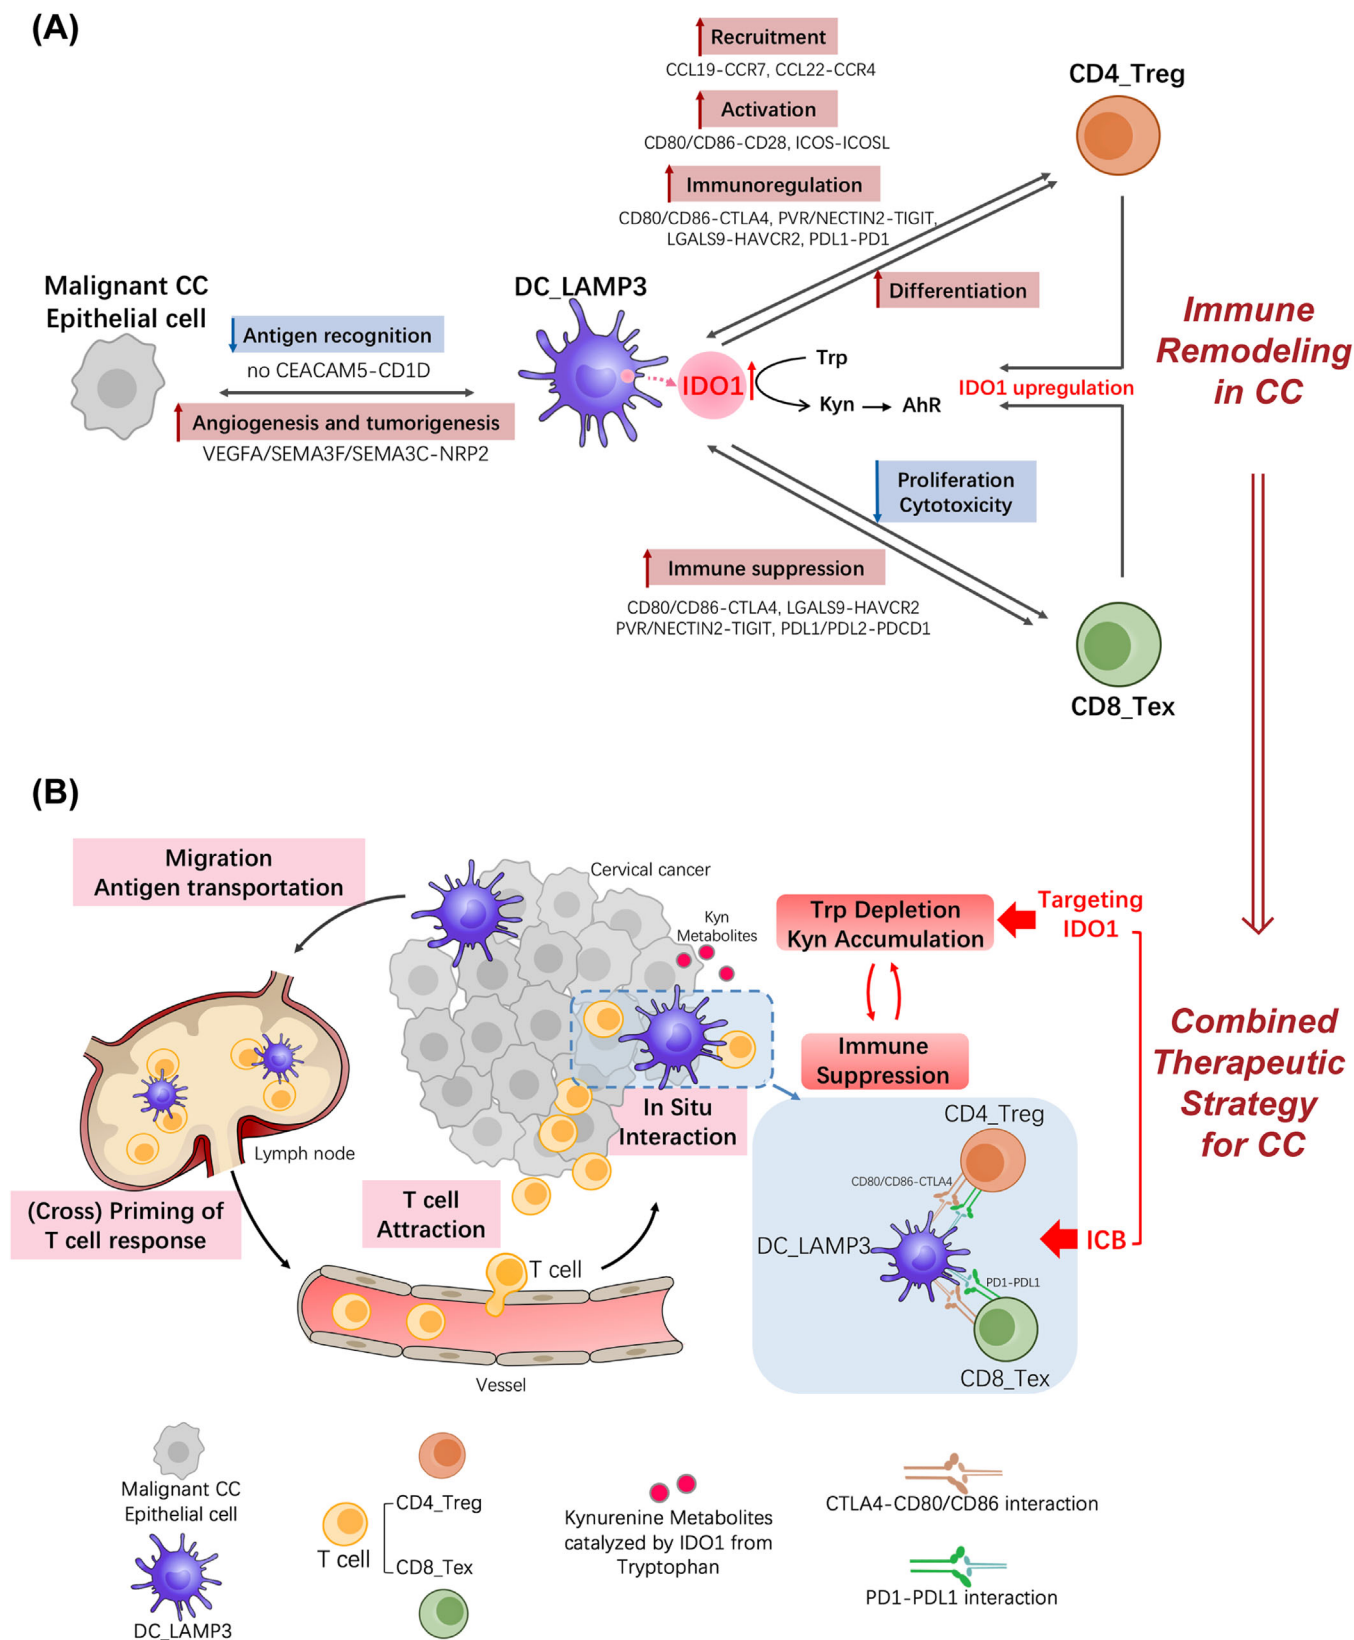 (A)
Recruitment
CCL19-CCR7, CCL22-CCR4
Activation
CD80/CD86-CD28, ICOS-ICOSL
Immunoregulation
CD80/CD86-CTLA4, PVR/NECTIN2-TIGIT,
LGALS9-HAVCR2, PDL1-PD1
CD4_Treg
Differentiation
Malignant CC
Epithelial cell
Antigen recognition
no CEACAM5-CD1D
Angiogenesis and tumorigenesis
VEGFA/SEMA3F/SEMA3C-NRP2
DC_LAMP3
IDO1
Trp
Kyn
AhR
IDO1 upregulation
Immune
Remodeling
in CC
Proliferation
Cytotoxicity
Immune suppression
CD80/CD86-CTLA4, LGALS9-HAVCR2
PVR/NECTIN2-TIGIT, PDL1/PDL2-PDCD1
CD8_Tex
(B)
Migration
Antigen transportation
Cervical cancer
Kyn
Metabolites
Trp Depletion
Kyn Accumulation
Targeting
IDO1
Immune
Suppression
Combined
Therapeutic
Strategy
for CC
In Situ
Interaction
Lymph node
(Cross) Priming of
T cell response
T cell
Attraction
T cell
Vessel
CD4_Treg
CD80/CD86-CTLA4
DC_LAMP3
ICB
PD1-PDL1
CD8_Tex
Malignant CC
Epithelial cell
DC_LAMP3
T cell
CD4_Treg
CD8_Tex
Kynurenine Metabolites
catalyzed by IDO1 from
Tryptophan
CTLA4-CD80/CD86 interaction
PD1-PDL1 interaction